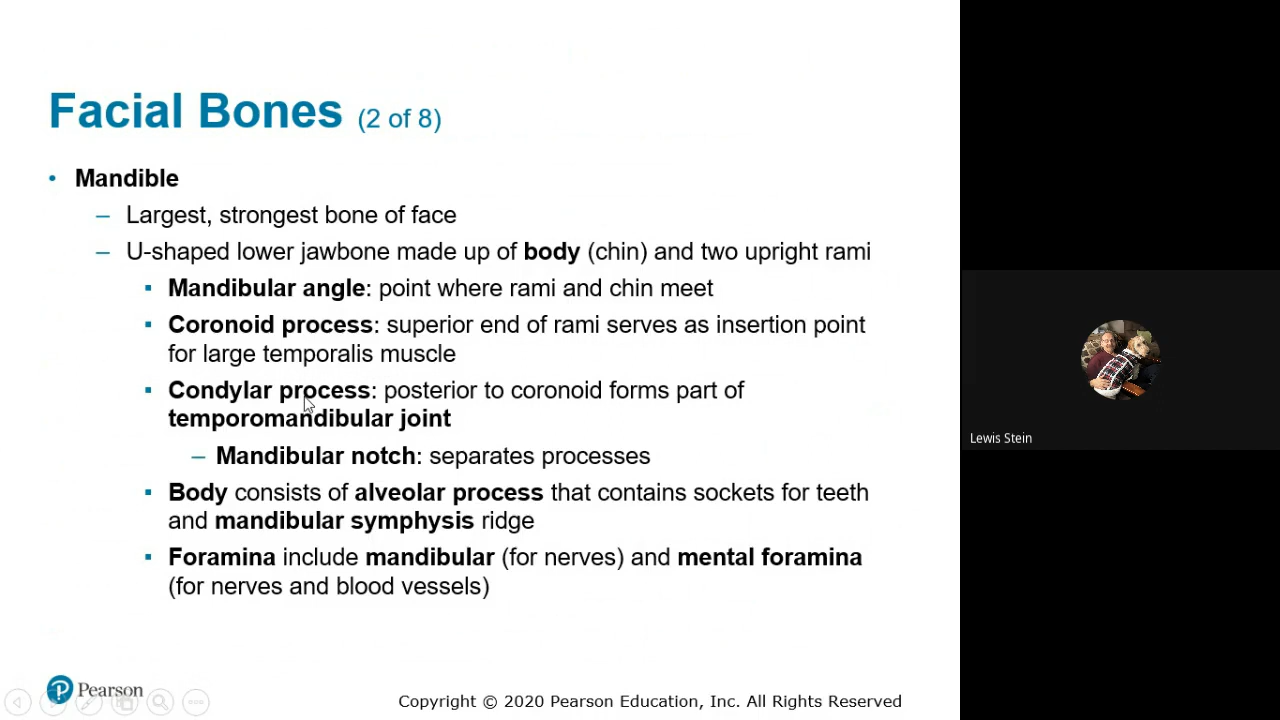 Facial Bones (2 of 8)
• Mandible
– Largest, strongest bone of face
– U-shaped lower jawbone made up of body (chin) and two upright rami
▪ Mandibular angle: point where rami and chin meet
▪ Coronoid process: superior end of rami serves as insertion point
for large temporalis muscle
▪ Condylar process: posterior to coronoid forms part of
temporomandibular joint
– Mandibular notch: separates processes
▪ Body consists of alveolar process that contains sockets for teeth
and mandibular symphysis ridge
▪ Foramina include mandibular (for nerves) and mental foramina
(for nerves and blood vessels)
Pearson
Copyright © 2020 Pearson Education, Inc. All Rights Reserved
Lewis Stein